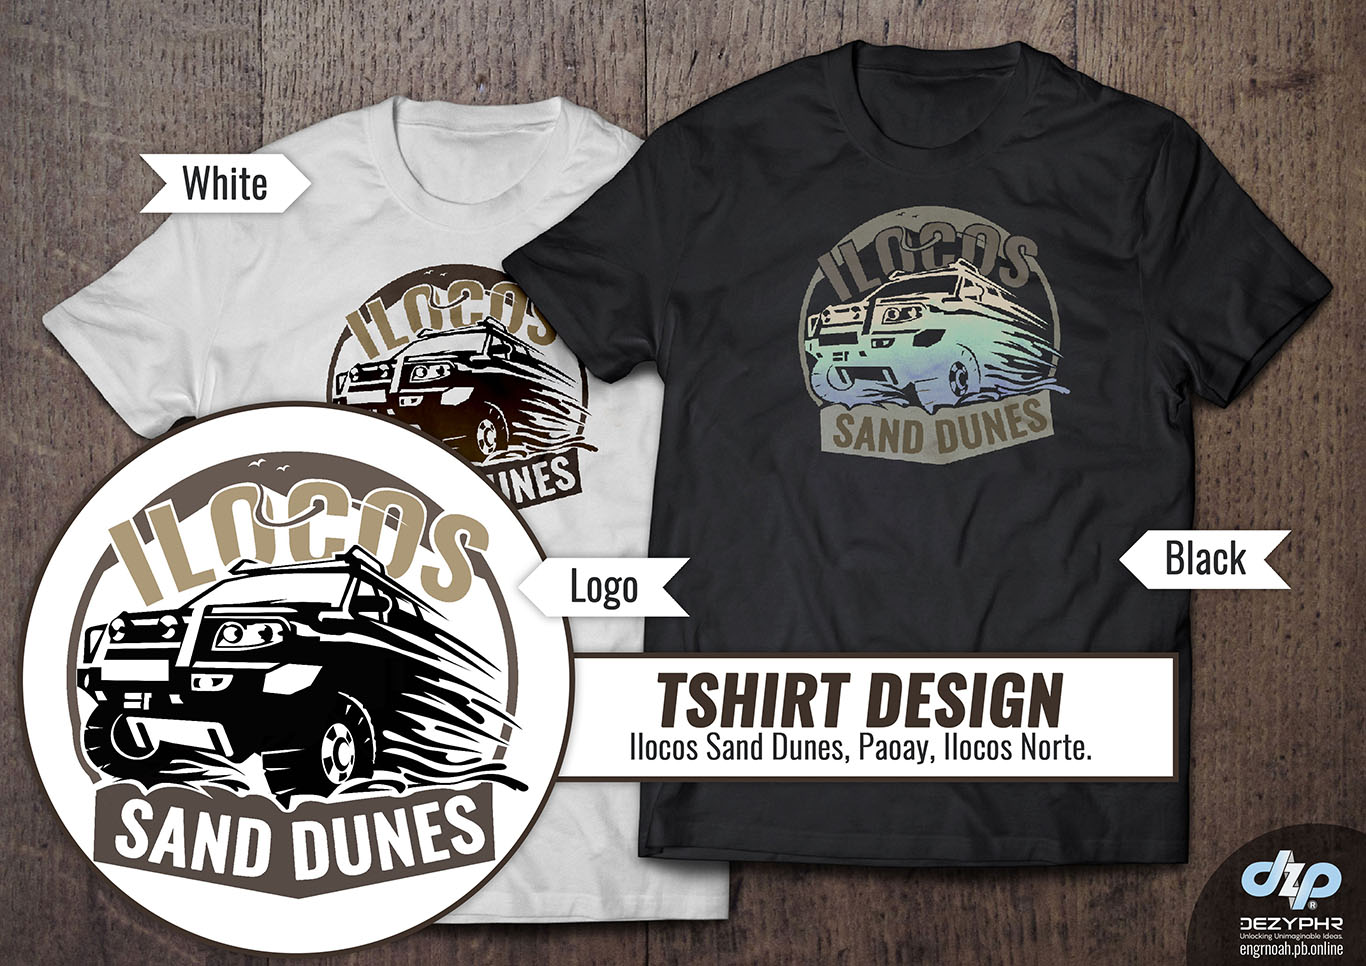 White
ILOCOS
UNES
ILOCOS
SAND DUNES
ILOCOS
SAND DUNES
Logo
Black
TSHIRT DESIGN
Ilocos Sand Dunes, Paoay, Ilocos Norte.
dzp
®
DEZYPHR
Unlocking Unimaginable Ideas.
engrnoah.pb.online